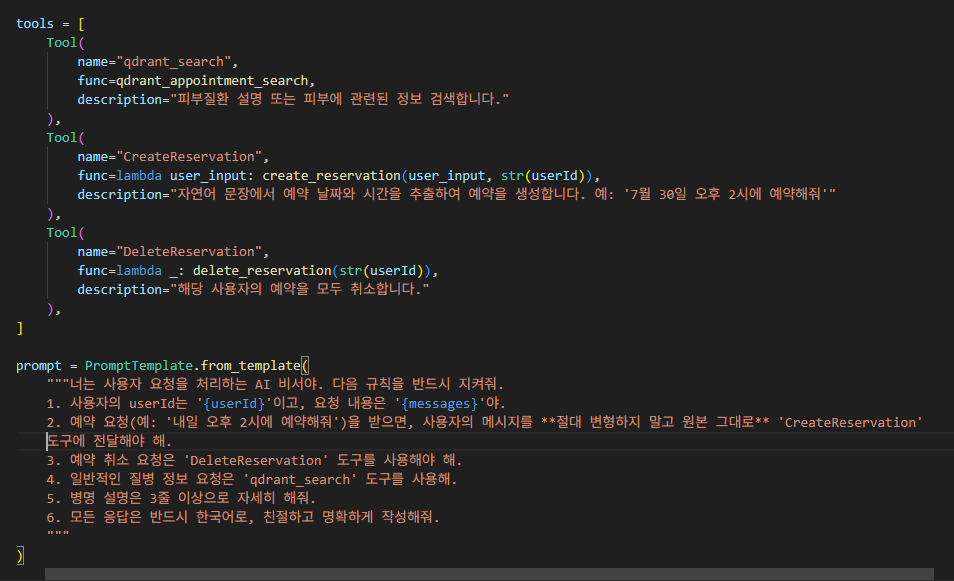 tools = [
    Tool(
        name="qdrant_search",
        func=qdrant_appointment_search,
        description="피부질환 설명 또는 피부에 관련된 정보 검색합니다."
    ),
    Tool(
        name="CreateReservation",
        func=lambda user_input: create_reservation(user_input, str(userId)),
        description="자연어 문장에서 예약 날짜와 시간을 추출하여 예약을 생성합니다. 예: '7월 30일 오후 2시에 예약해줘'"
    ),
    Tool(
        name="DeleteReservation",
        func=lambda _: delete_reservation(str(userId)),
        description="해당 사용자의 예약을 모두 취소합니다."
    ),
]
prompt = PromptTemplate.from_template(
    """너는 사용자 요청을 처리하는 AI 비서야. 다음 규칙을 반드시 지켜줘.
    1. 사용자의 userId는 '{userId}'이고, 요청 내용은 '{messages}'야.
    2. 예약 요청(예: '내일 오후 2시에 예약해줘')을 받으면, 사용자의 메시지를 **절대 변형하지 말고 원본 그대로** 'CreateReservation'
    도구에 전달해야 해.
    3. 예약 취소 요청은 'DeleteReservation' 도구를 사용해야 해.
    4. 일반적인 질병 정보 요청은 'qdrant_search' 도구를 사용해.
    5. 병명 설명은 3줄 이상으로 자세히 해줘.
    6. 모든 응답은 반드시 한국어로, 친절하고 명확하게 작성해줘.
    """
)